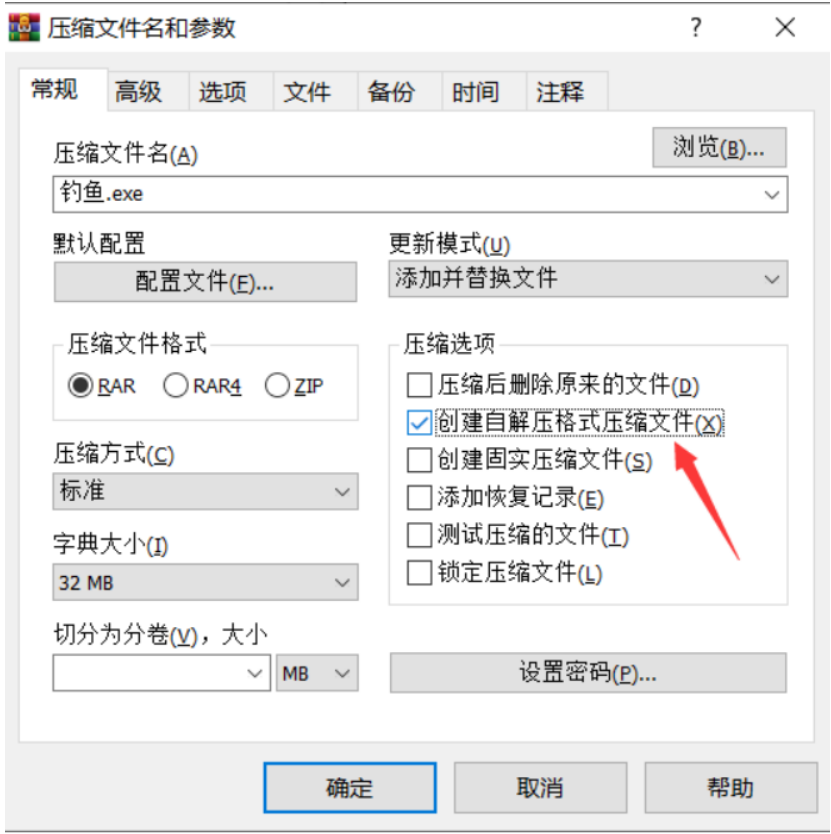 压缩文件名和参数
?
常规 高级 选项 文件 备份 时间 注释
压缩文件名(A)
浏览(B)...
钓鱼.exe
默认配置
配置文件(F)...
更新模式(U)
添加并替换文件
压缩文件格式
RAR RAR4 ZIP
压缩方式(C)
标准
字典大小(I)
32 MB
切分为分卷(V)，大小
MB
压缩选项
压缩后删除原来的文件(D)
创建自解压格式压缩文件(X)
创建固实压缩文件(S)
添加恢复记录(E)
测试压缩的文件(T)
锁定压缩文件(L)
设置密码(P)...
确定 取消 帮助